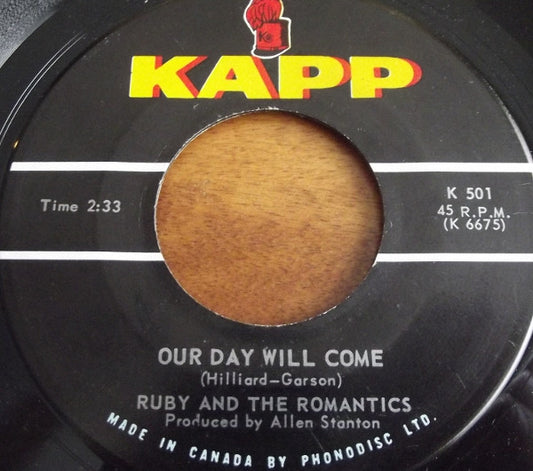 KAPP
Time 2:33
K 501
45 R.P.M.
(K 6675)
OUR DAY WILL COME
(Hilliard-Garson)
RUBY AND THE ROMANTICS
Produced by Allen Stanton
MADE IN CANADA BY PHONODISC LTD.